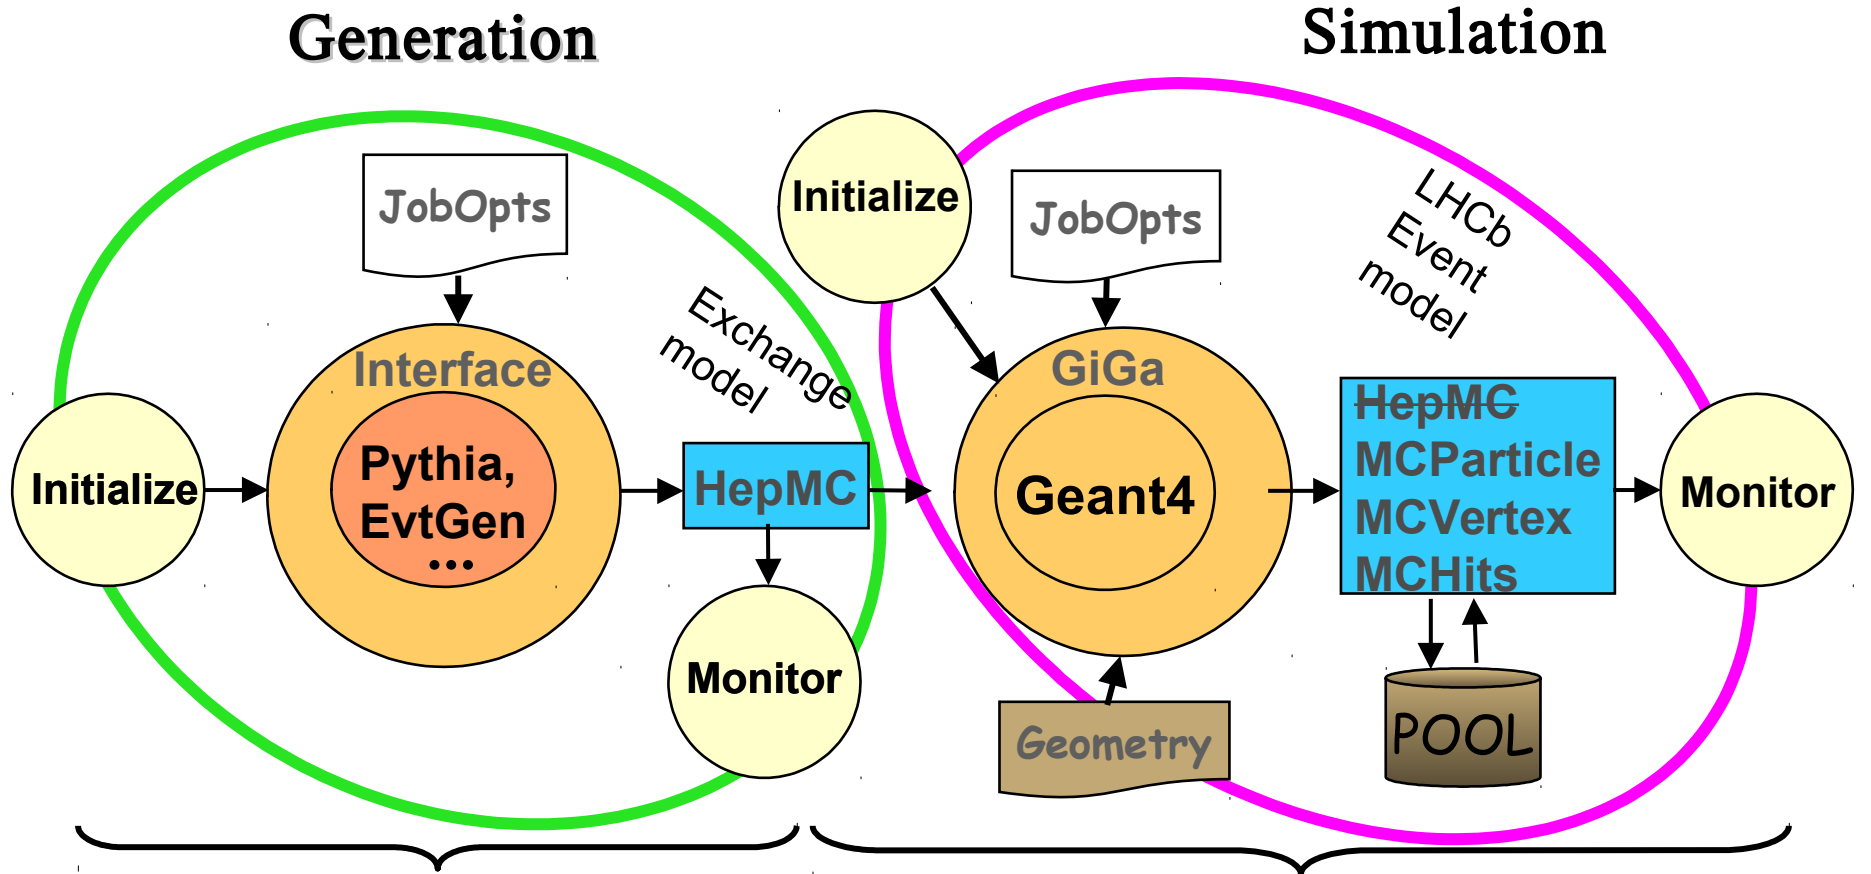 Generation
Simulation
JobOpts
Interface
Initialize
Pythia,
EvtGen
...
Exchange
model
HepMC
Monitor
Initialize
JobOpts
GiGa
Geant4
Geometry
LHCb
Event
model
HepMC
MCParticle
MCVertex
MCHits
POOL
Monitor